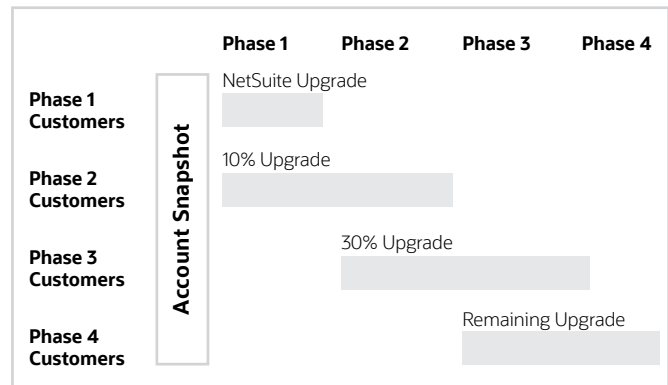 Phase 1 Phase 2 Phase 3 Phase 4
Account Snapshot
Phase 1
Customers
NetSuite Upgrade
Phase 2
Customers
10% Upgrade
Phase 3
Customers
30% Upgrade
Phase 4
Customers
Remaining Upgrade